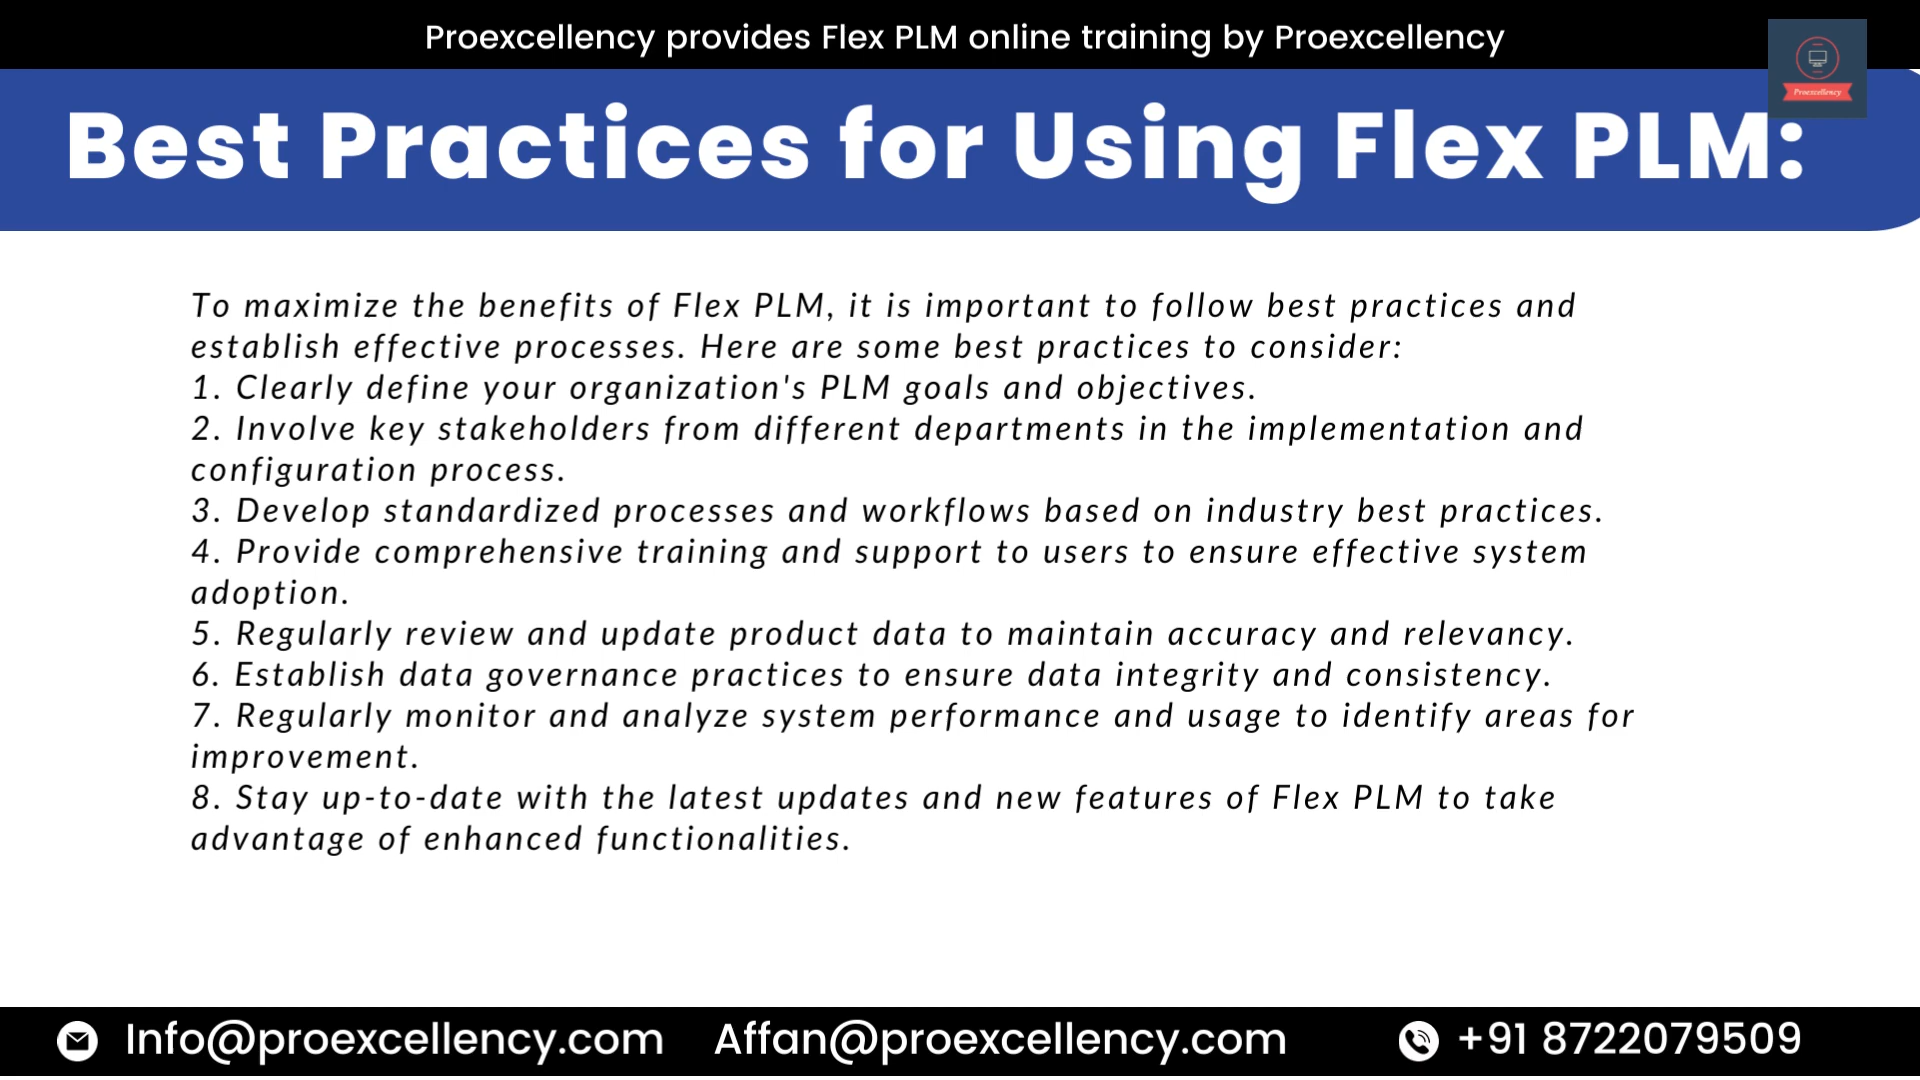 Proexcellency provides Flex PLM online training by Proexcellency
Proexcellency
Best Practices for Using Flex PLM:
To maximize the benefits of Flex PLM, it is important to follow best practices and
establish effective processes. Here are some best practices to consider:
1. Clearly define your organization's PLM goals and objectives.
2. Involve key stakeholders from different departments in the implementation and
configuration process.
3. Develop standardized processes and workflows based on industry best practices.
4. Provide comprehensive training and support to users to ensure effective system
adoption.
5. Regularly review and update product data to maintain accuracy and relevancy.
6. Establish data governance practices to ensure data integrity and consistency.
7. Regularly monitor and analyze system performance and usage to identify areas for
improvement.
8. Stay up-to-date with the latest updates and new features of Flex PLM to take
advantage of enhanced functionalities.
Info@proexcellency.com Affan@proexcellency.com +91 8722079509